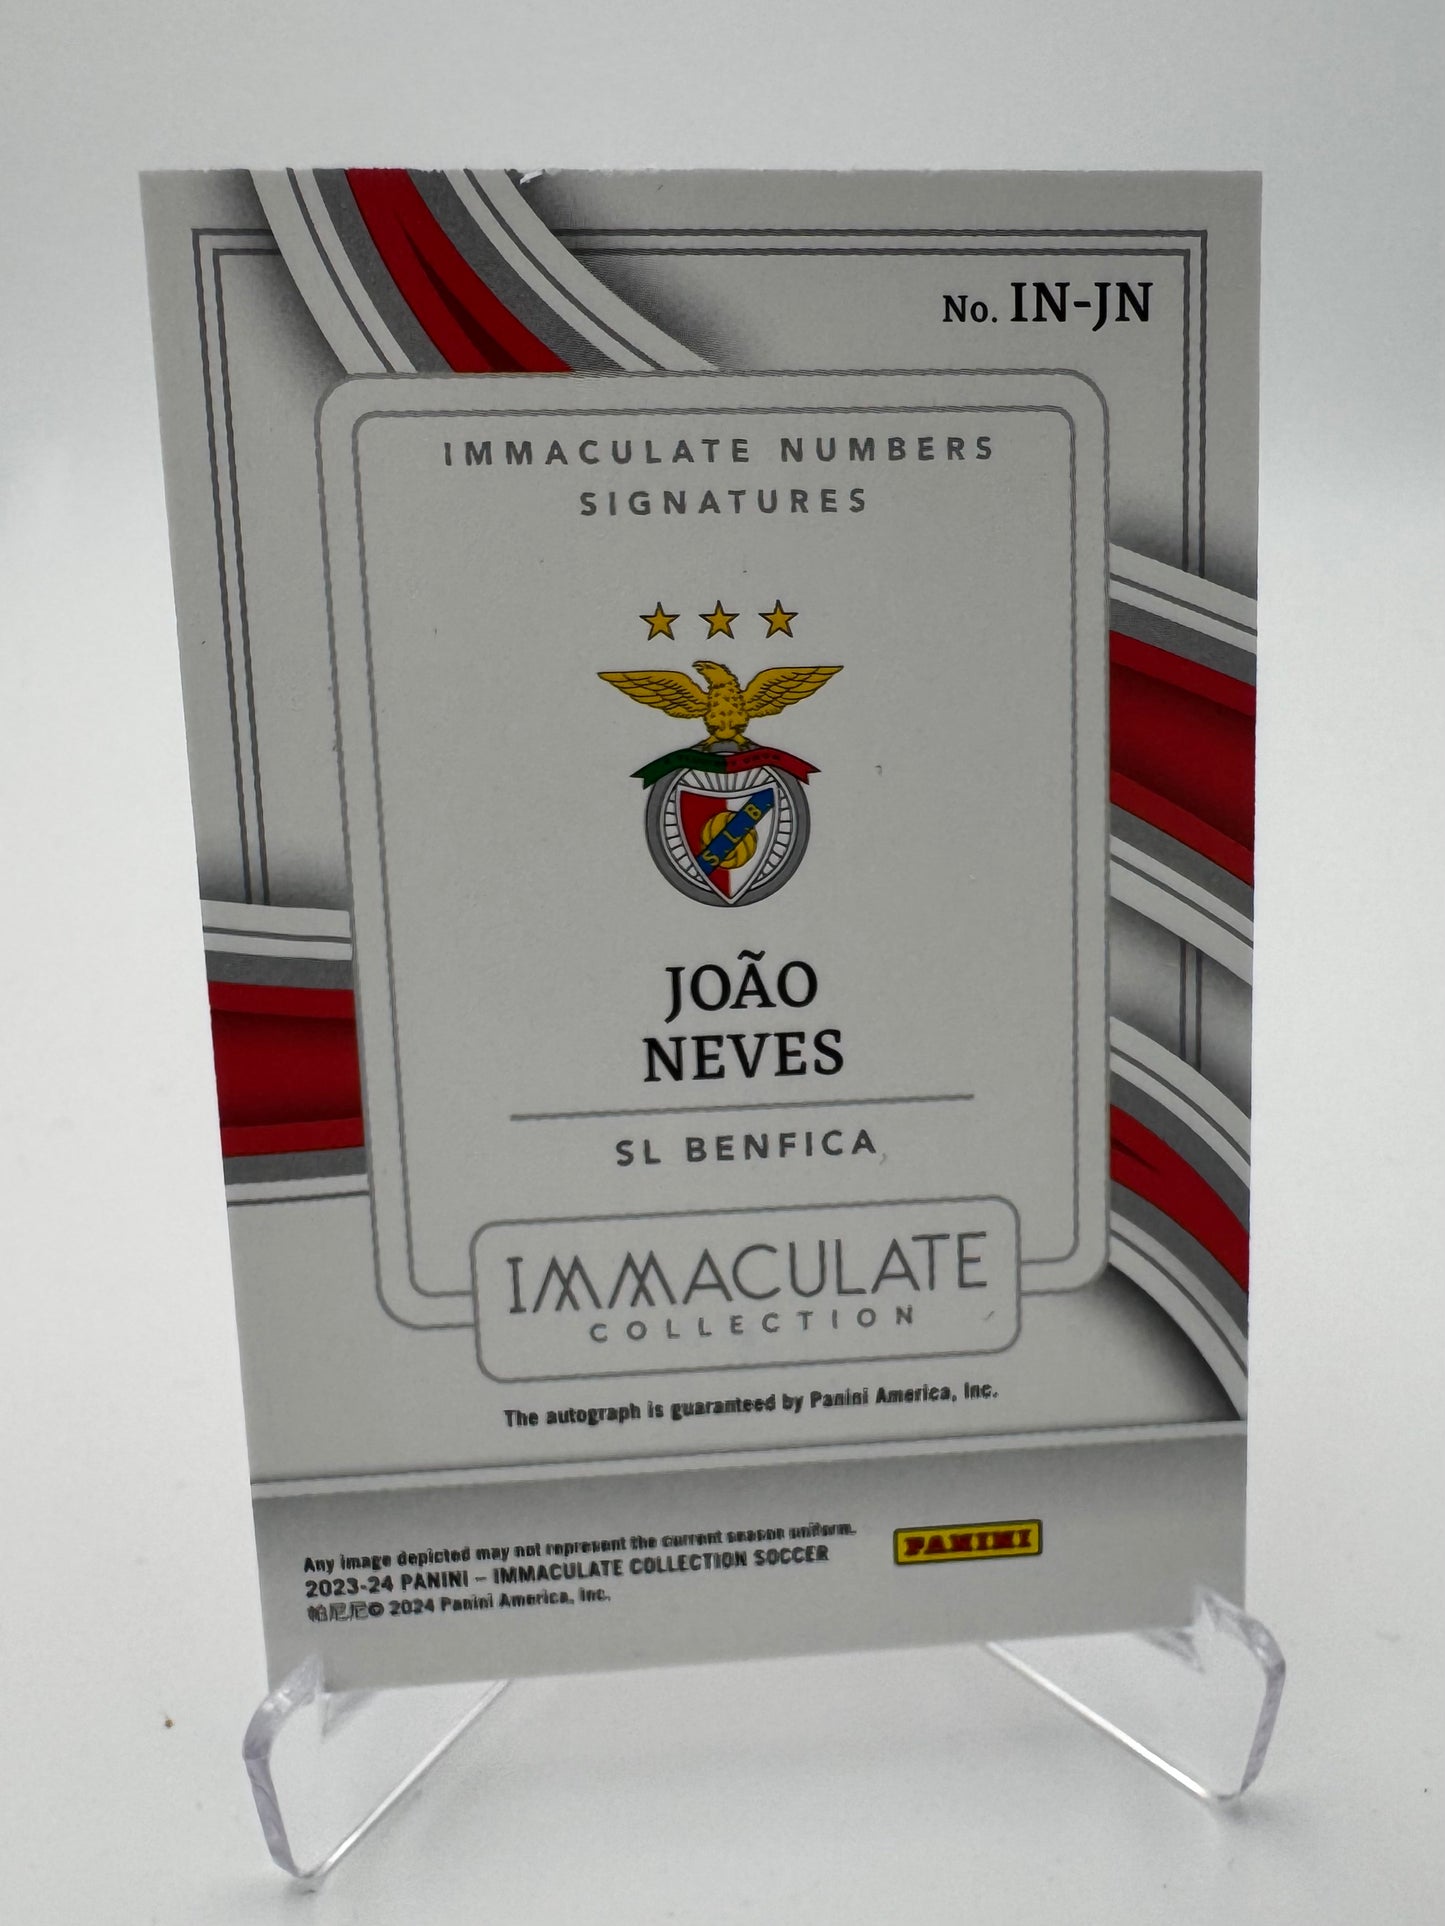 No. IN-JN
IMMACULATE NUMBERS
SIGNATURES
S.L.B.
JOÃO
NEVES
SL BENFICA
IMMACULATE
COLLECTION
The autograph is guaranteed by Panini America, Inc.
Any image depicted may not represent the current season uniform.
2023-24 PANINI – IMMACULATE COLLECTION SOCCER
帕尼尼© 2024 Panini America, Inc.
PANINI